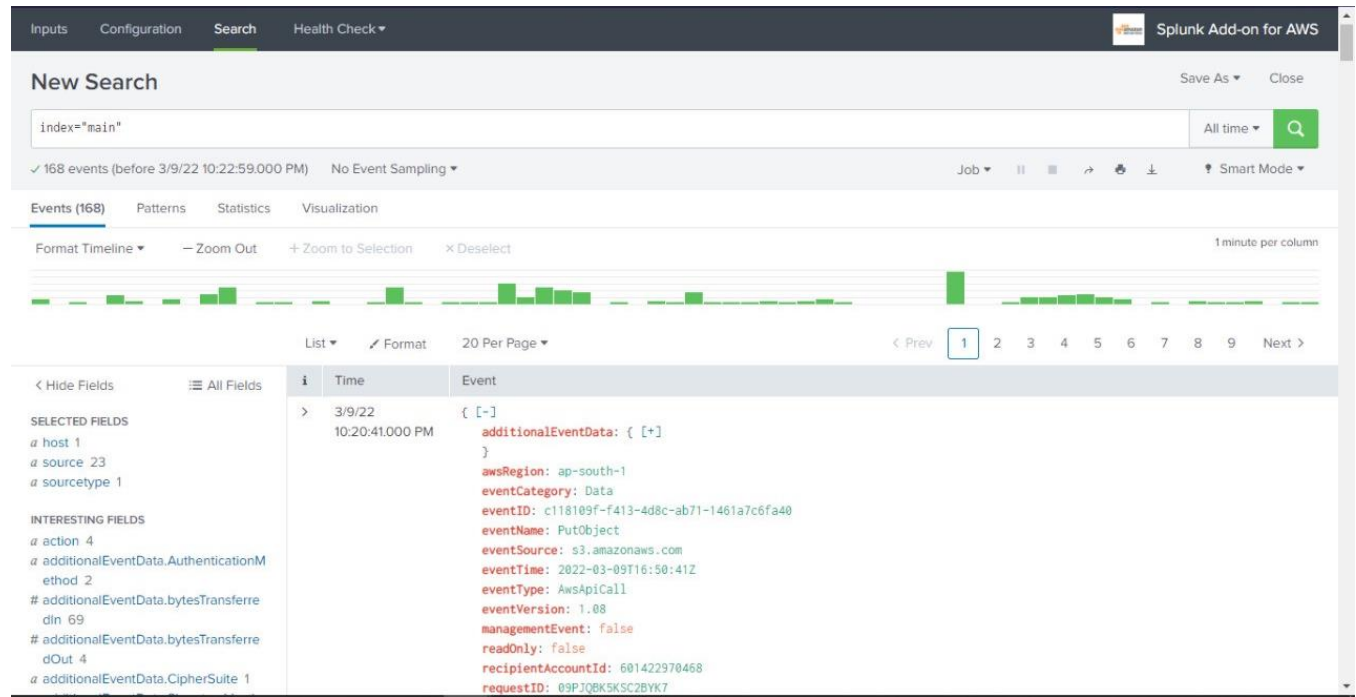 Inputs Configuration Search Health Check Splunk Add-on for AWS
New Search Save As Close
index="main" All time
168 events (before 3/9/22 10:22:59.000 PM) No Event Sampling Job Smart Mode
Events (168) Patterns Statistics Visualization
Format Timeline — Zoom Out + Zoom to Selection × Deselect 1 minute per column
List Format 20 Per Page < Prev 1 2 3 4 5 6 7 8 9 Next >
< Hide Fields All Fields i Time Event
SELECTED FIELDS
a host 1
a source 23
a sourcetype 1
INTERESTING FIELDS
a action 4
a additionalEventData.AuthenticationM
ethod 2
# additionalEventData.bytesTransferre
dIn 69
# additionalEventData.bytesTransferre
dOut 4
a additionalEventData.CipherSuite 1
> 3/9/22
10:20:41.000 PM
{ [-]
additionalEventData: { [+]
}
awsRegion: ap-south-1
eventCategory: Data
eventID: c118109f-f413-4d8c-ab71-1461a7c6fa40
eventName: PutObject
eventSource: s3.amazonaws.com
eventTime: 2022-03-09T16:50:41Z
eventType: AwsApiCall
eventVersion: 1.08
managementEvent: false
readOnly: false
recipientAccountId: 601422970468
requestID: 09PJQBK5KSC2BYK7